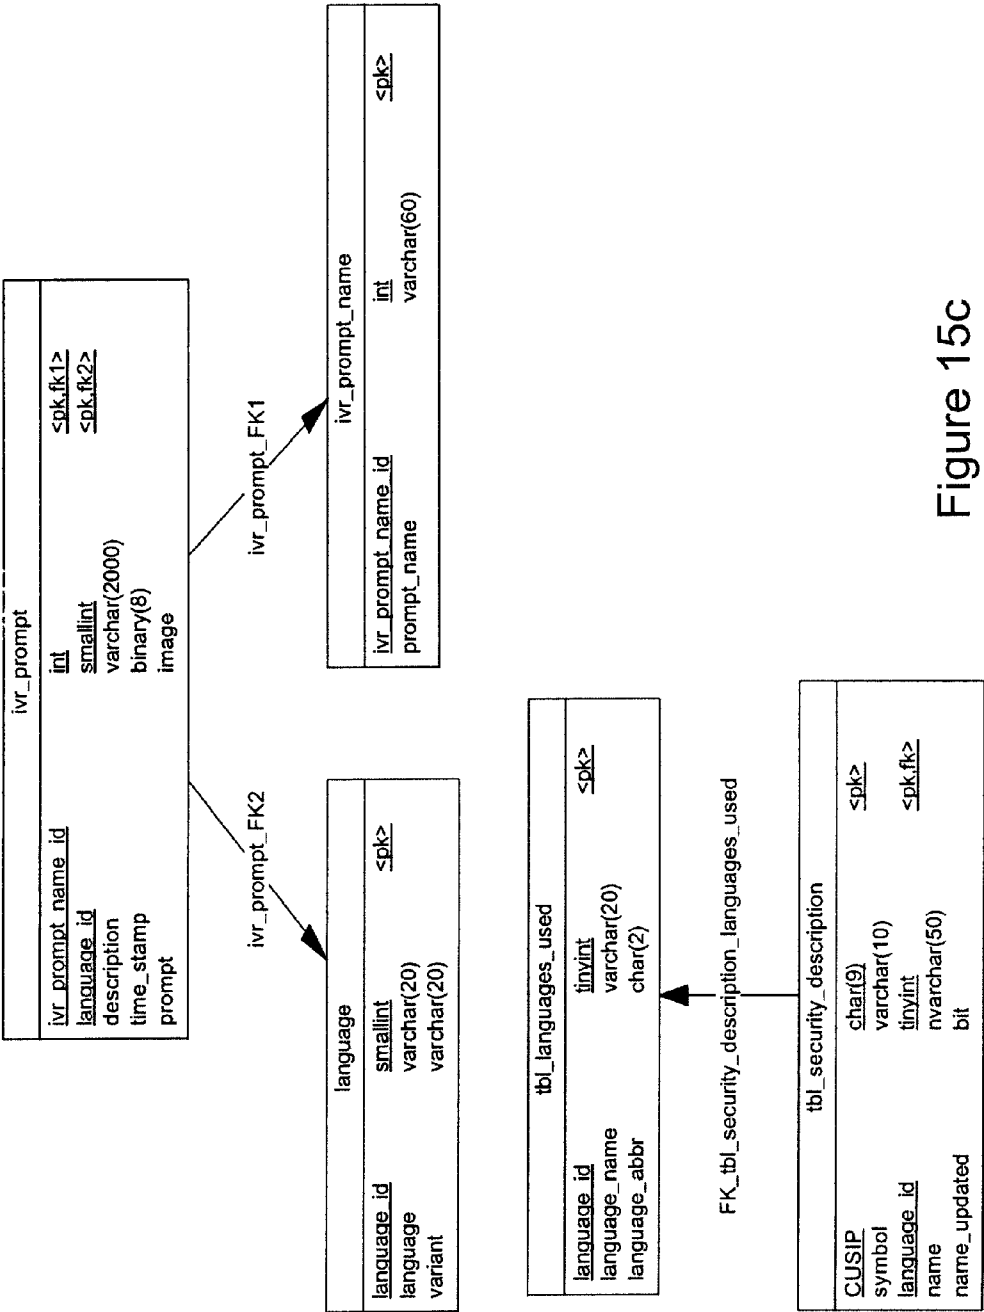 ivr_prompt
ivr_prompt_name_id int <pk,fk1>
language_id smallint <pk,fk2>
description varchar(2000)
time_stamp binary(8)
prompt image
ivr_prompt_FK2
ivr_prompt_FK1
language
language_id smallint <pk>
language varchar(20)
variant varchar(20)
ivr_prompt_name
ivr_prompt_name_id int <pk>
prompt_name varchar(60)
tbl_languages_used
language_id tinyint <pk>
language_name varchar(20)
language_abbr char(2)
FK_tbl_security_description_languages_used
tbl_security_description
CUSIP char(9) <pk>
symbol varchar(10)
language_id tinyint <pk,fk>
name nvarchar(50)
name_updated bit
Figure 15c